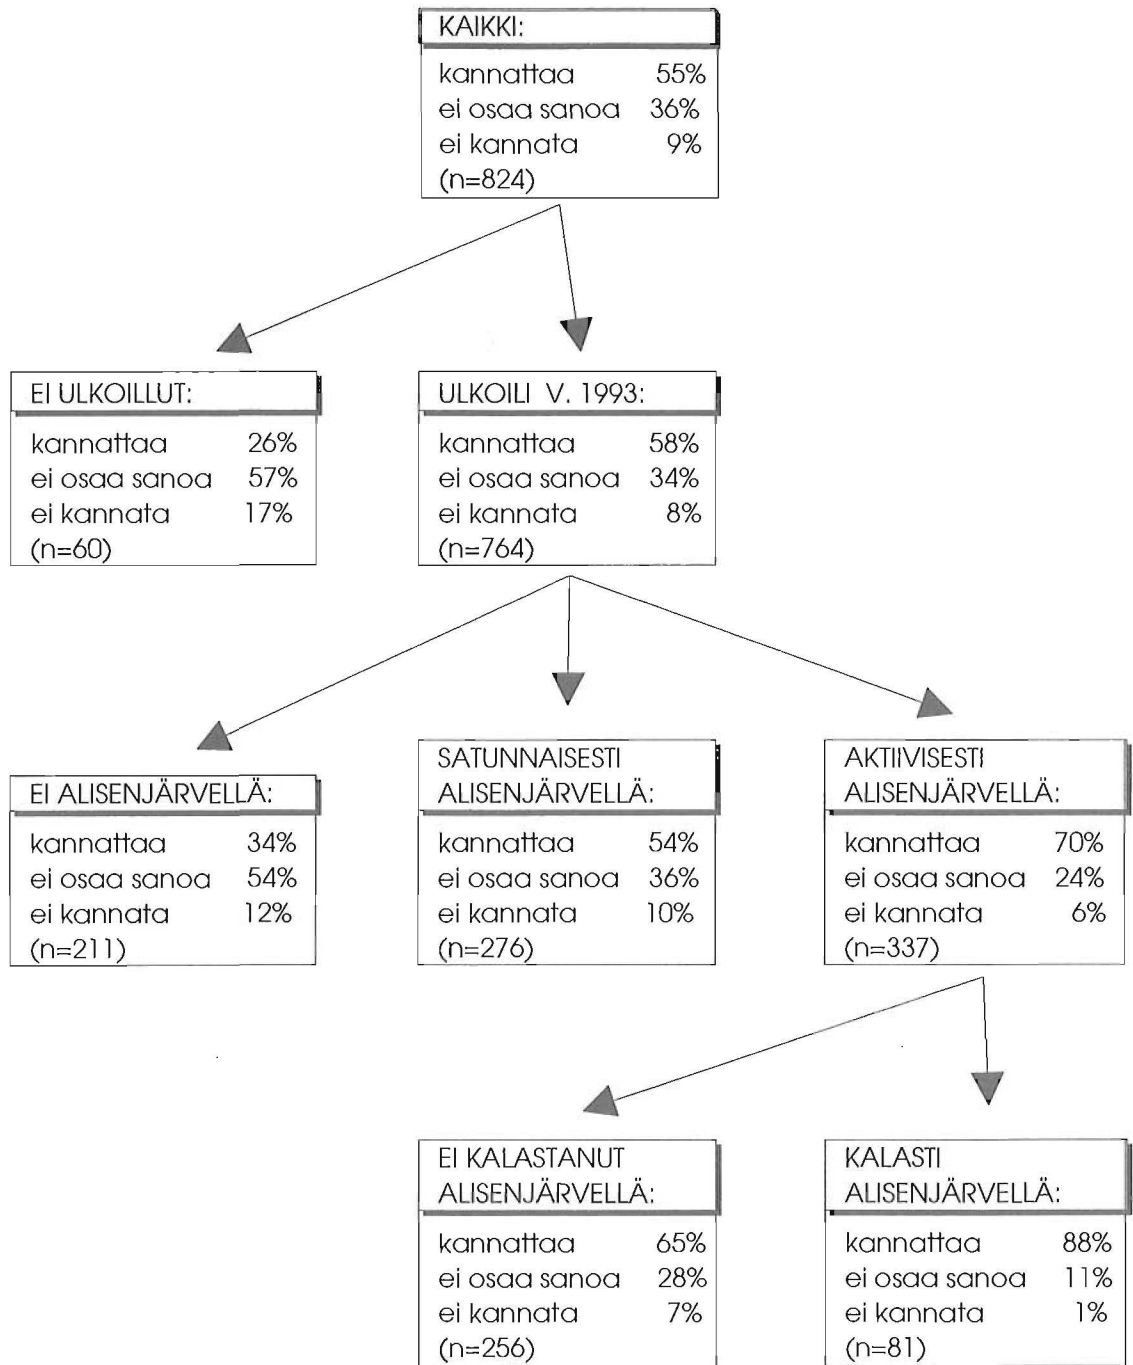 KAIKKI:
kannattaa 55%
ei osaa sanoa 36%
ei kannata 9%
(n=824)
EI ULKOILLUT:
kannattaa 26%
ei osaa sanoa 57%
ei kannata 17%
(n=60)
ULKOILI V. 1993:
kannattaa 58%
ei osaa sanoa 34%
ei kannata 8%
(n=764)
EI ALISENJÄRVELLÄ:
kannattaa 34%
ei osaa sanoa 54%
ei kannata 12%
(n=211)
SATUNNAISESTI
ALISENJÄRVELLÄ:
kannattaa 54%
ei osaa sanoa 36%
ei kannata 10%
(n=276)
AKTIIVISESTI
ALISENJÄRVELLÄ:
kannattaa 70%
ei osaa sanoa 24%
ei kannata 6%
(n=337)
EI KALASTANUT
ALISENJÄRVELLÄ:
kannattaa 65%
ei osaa sanoa 28%
ei kannata 7%
(n=256)
KALASTI
ALISENJÄRVELLÄ:
kannattaa 88%
ei osaa sanoa 11%
ei kannata 1%
(n=81)